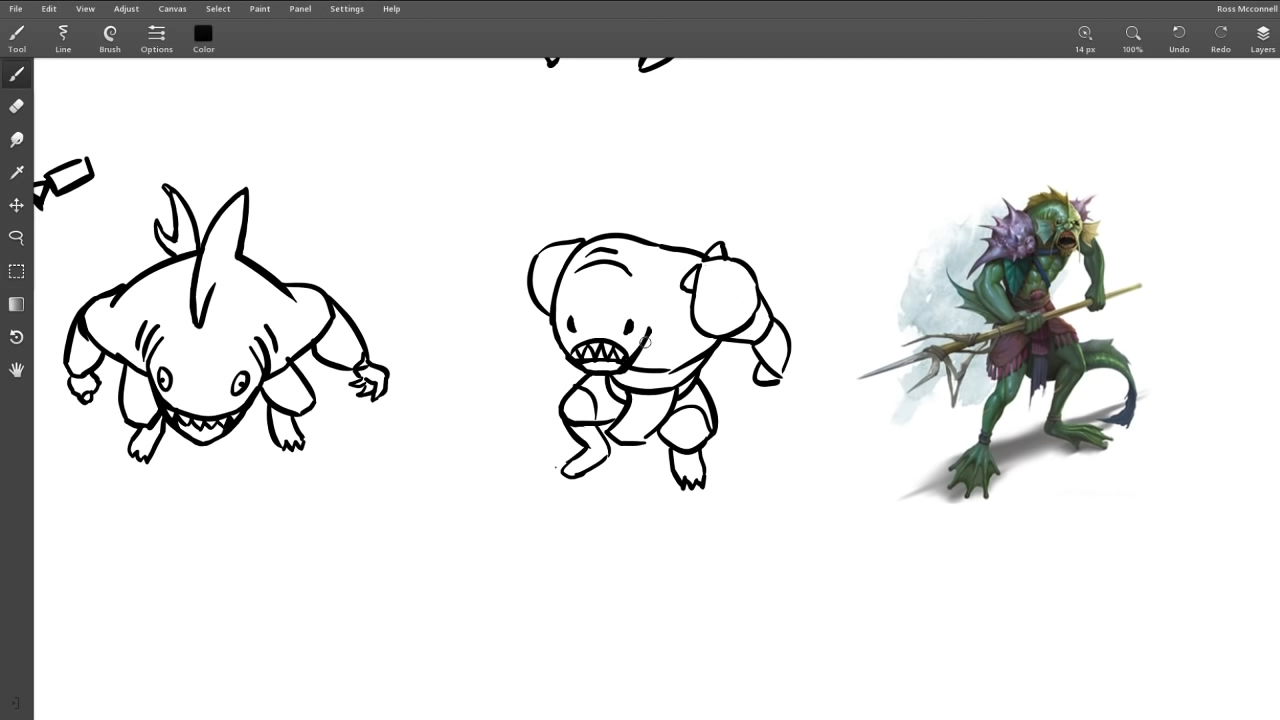 File Edit View Adjust Canvas Select Paint Panel Settings Help Ross Mcconnell
Tool Line Brush Options Color 14 px 100% Undo Redo Layers